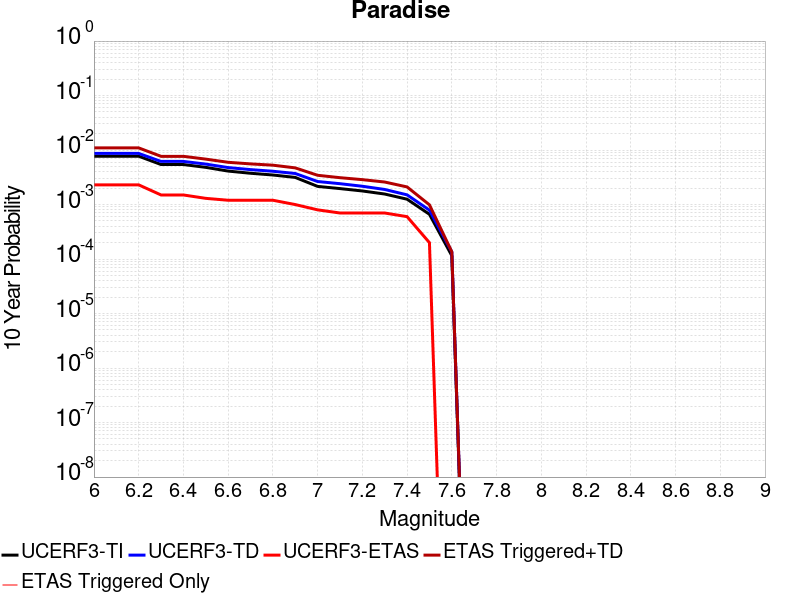 Paradise
10^0
10^-1
10^-2
10^-3
10^-4
10^-5
10^-6
10^-7
10^-8
10 Year Probability
6 6.2 6.4 6.6 6.8 7 7.2 7.4 7.6 7.8 8 8.2 8.4 8.6 8.8 9
Magnitude
UCERF3-TI UCERF3-TD UCERF3-ETAS ETAS Triggered+TD
ETAS Triggered Only